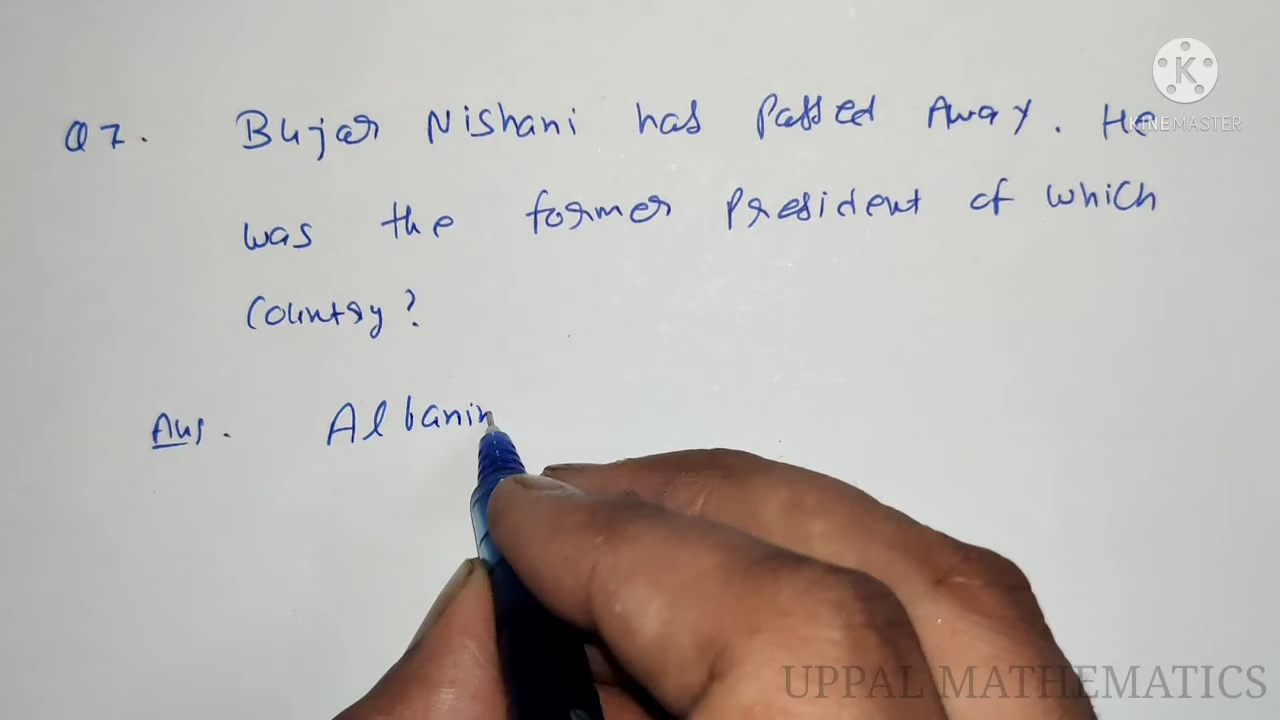 Q7. Bujar Nishani has Passed Away. He
was the former President of which
Country?
Ans. Albani
K
KINEMASTER
UPPAL MATHEMATICS